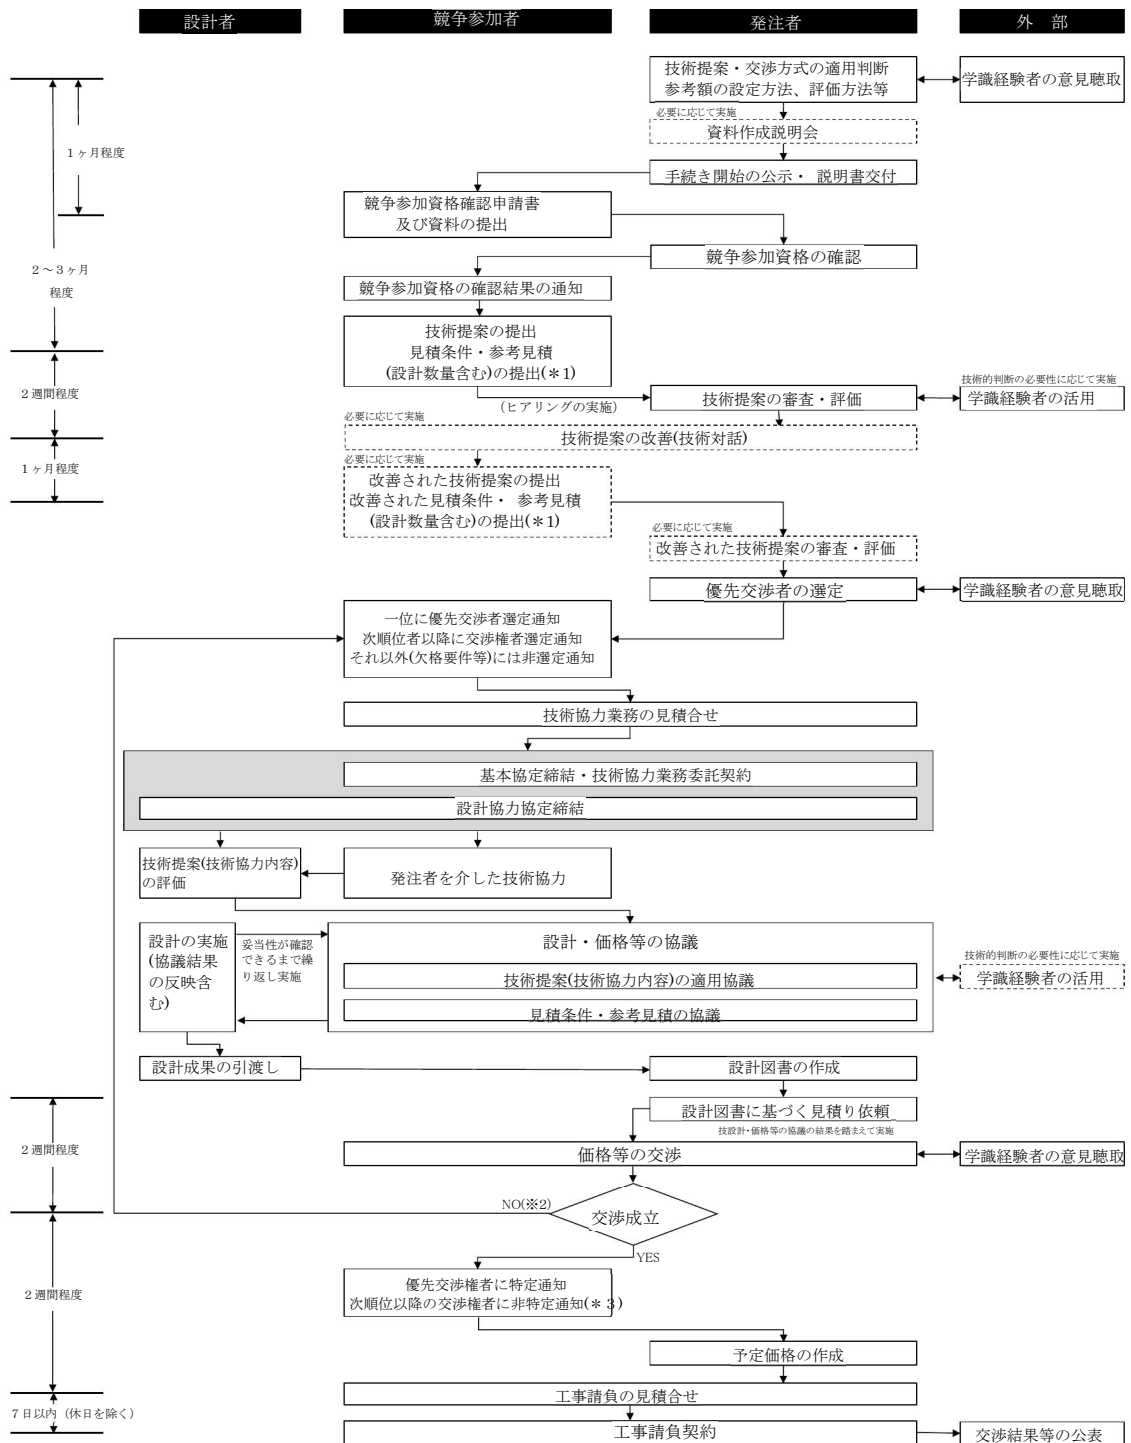 設計者
競争参加者
発注者
外　部
技術提案・交渉方式の適用判断
参考額の設定方法、評価方法等
学識経験者の意見聴取
必要に応じて実施
資料作成説明会
1ヶ月程度
手続き開始の公示・ 説明書交付
競争参加資格確認申請書
及び資料の提出
競争参加資格の確認
2～3ヶ月
程度
競争参加資格の確認結果の通知
技術提案の提出
見積条件・参考見積
(設計数量含む)の提出(＊1)
2週間程度
(ヒアリングの実施)
技術提案の審査・評価
技術的判断の必要性に応じて実施
学識経験者の活用
必要に応じて実施
技術提案の改善(技術対話)
1ヶ月程度
必要に応じて実施
改善された技術提案の提出
改善された見積条件・ 参考見積
(設計数量含む)の提出(＊1)
必要に応じて実施
改善された技術提案の審査・評価
優先交渉者の選定
学識経験者の意見聴取
一位に優先交渉者選定通知
次順位者以降に交渉権者選定通知
それ以外(欠格要件等)には非選定通知
技術協力業務の見積合せ
基本協定締結・技術協力業務委託契約
設計協力協定締結
技術提案(技術協力内容)
の評価
発注者を介した技術協力
設計の実施
(協議結果
の反映含
む)
妥当性が確認
できるまで繰
り返し実施
設計・価格等の協議
技術提案(技術協力内容)の適用協議
見積条件・参考見積の協議
技術的判断の必要性に応じて実施
学識経験者の活用
設計成果の引渡し
設計図書の作成
設計図書に基づく見積り依頼
技設計・価格等の協議の結果を踏まえて実施
2週間程度
価格等の交渉
学識経験者の意見聴取
NO(※2)
交渉成立
YES
2週間程度
優先交渉権者に特定通知
次順位以降の交渉権者に非特定通知(＊3)
予定価格の作成
工事請負の見積合せ
7日以内（休日を除く）
工事請負契約
交渉結果等の公表